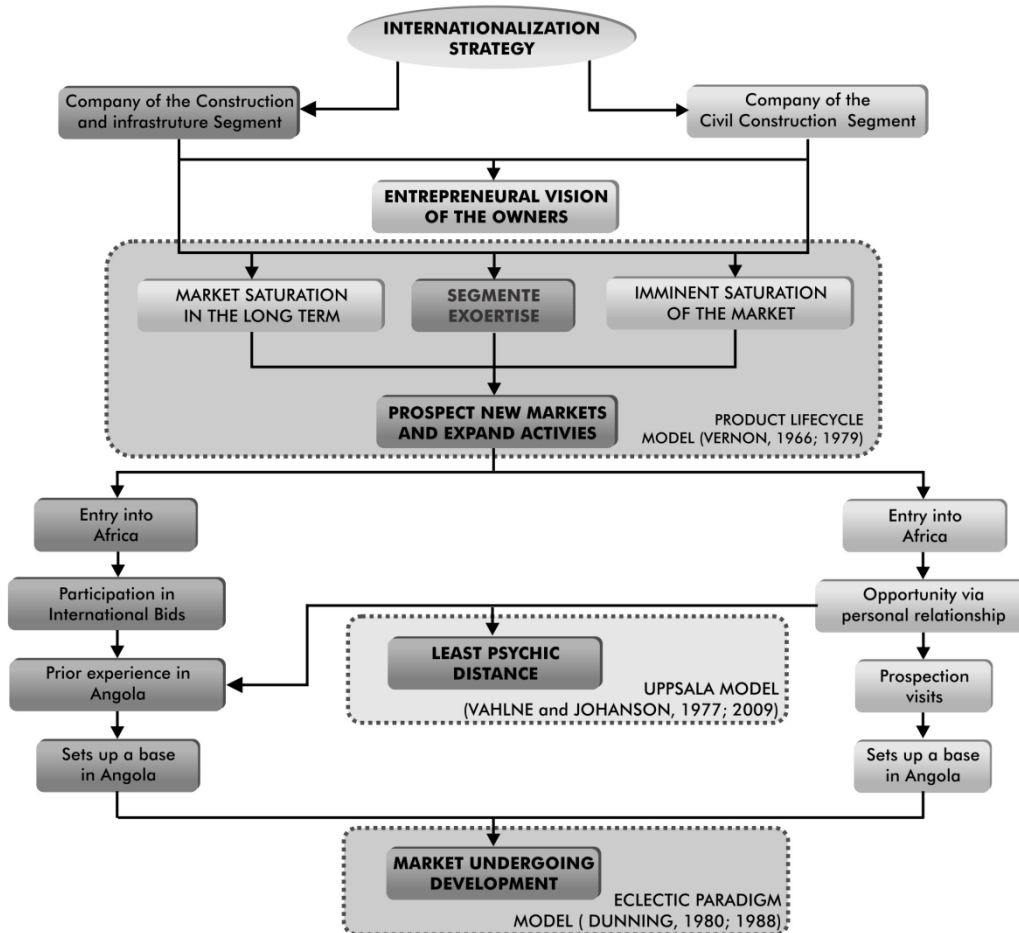 INTERNATIONALIZATION
STRATEGY
Company of the Construction
and infrastruture Segment
Company of the
Civil Construction Segment
ENTREPRENEURAL VISION
OF THE OWNERS
MARKET SATURATION
IN THE LONG TERM
SEGMENTE
EXOERTISE
IMMINENT SATURATION
OF THE MARKET
PROSPECT NEW MARKETS
AND EXPAND ACTIVIES
PRODUCT LIFECYCLE
MODEL (VERNON, 1966; 1979)
Entry into
Africa
Entry into
Africa
Participation in
International Bids
Opportunity via
personal relationship
LEAST PSYCHIC
DISTANCE
Prior experience in
Angola
Prospection
visits
UPPSALA MODEL
(VAHLNE and JOHANSON, 1977; 2009)
Sets up a base
in Angola
Sets up a base
in Angola
MARKET UNDERGOING
DEVELOPMENT
ECLECTIC PARADIGM
MODEL ( DUNNING, 1980; 1988)